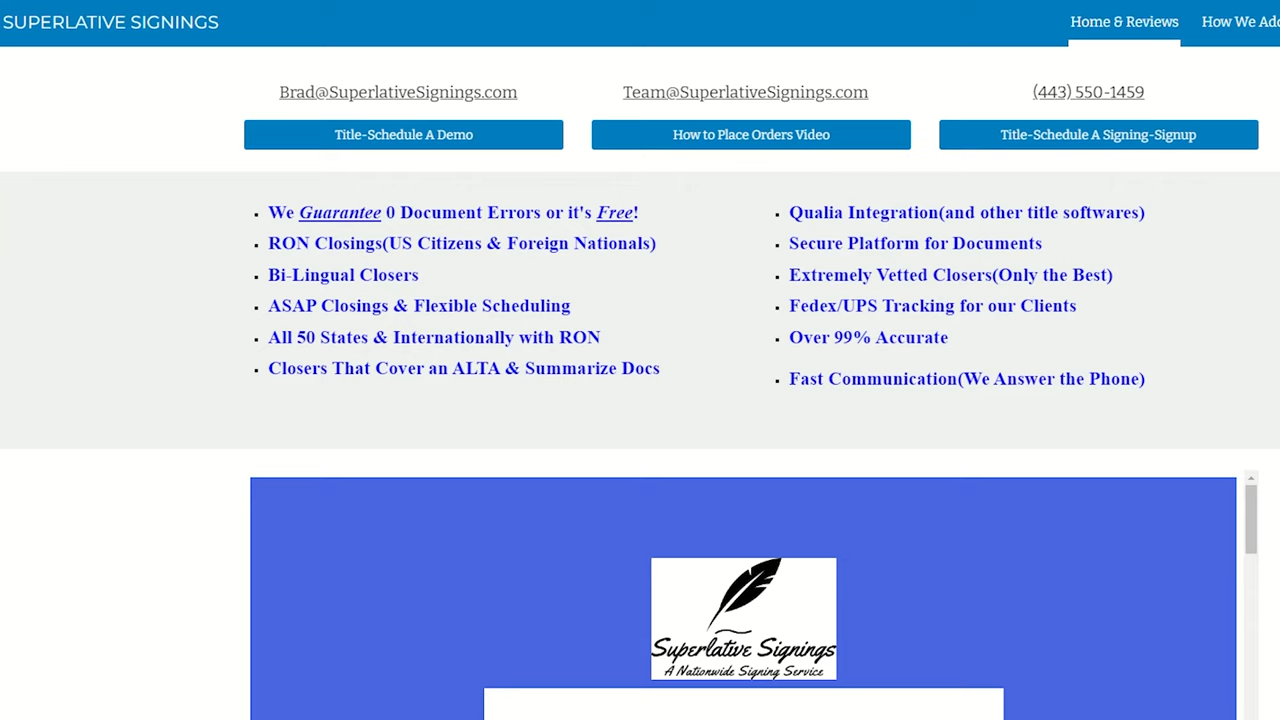 SUPERLATIVE SIGNINGS
Home & Reviews
How We Add
Brad@SuperlativeSignings.com
Team@SuperlativeSignings.com
(443) 550-1459
Title-Schedule A Demo
How to Place Orders Video
Title-Schedule A Signing-Signup
We Guarantee 0 Document Errors or it's Free!
RON Closings(US Citizens & Foreign Nationals)
Bi-Lingual Closers
ASAP Closings & Flexible Scheduling
All 50 States & Internationally with RON
Closers That Cover an ALTA & Summarize Docs
Qualia Integration(and other title softwares)
Secure Platform for Documents
Extremely Vetted Closers(Only the Best)
Fedex/UPS Tracking for our Clients
Over 99% Accurate
Fast Communication(We Answer the Phone)
Superlative Signings
A Nationwide Signing Service